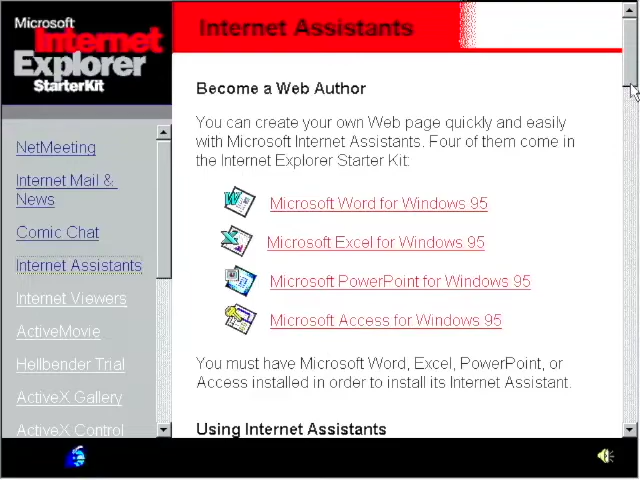 Microsoft
Internet
Explorer
StarterKit
Internet Assistants
NetMeeting
Internet Mail &
News
Comic Chat
Internet Assistants
Internet Viewers
ActiveMovie
Hellbender Trial
ActiveX Gallery
ActiveX Control
Become a Web Author
You can create your own Web page quickly and easily
with Microsoft Internet Assistants. Four of them come in
the Internet Explorer Starter Kit:
Microsoft Word for Windows 95
Microsoft Excel for Windows 95
Microsoft PowerPoint for Windows 95
Microsoft Access for Windows 95
You must have Microsoft Word, Excel, PowerPoint, or
Access installed in order to install its Internet Assistant.
Using Internet Assistants